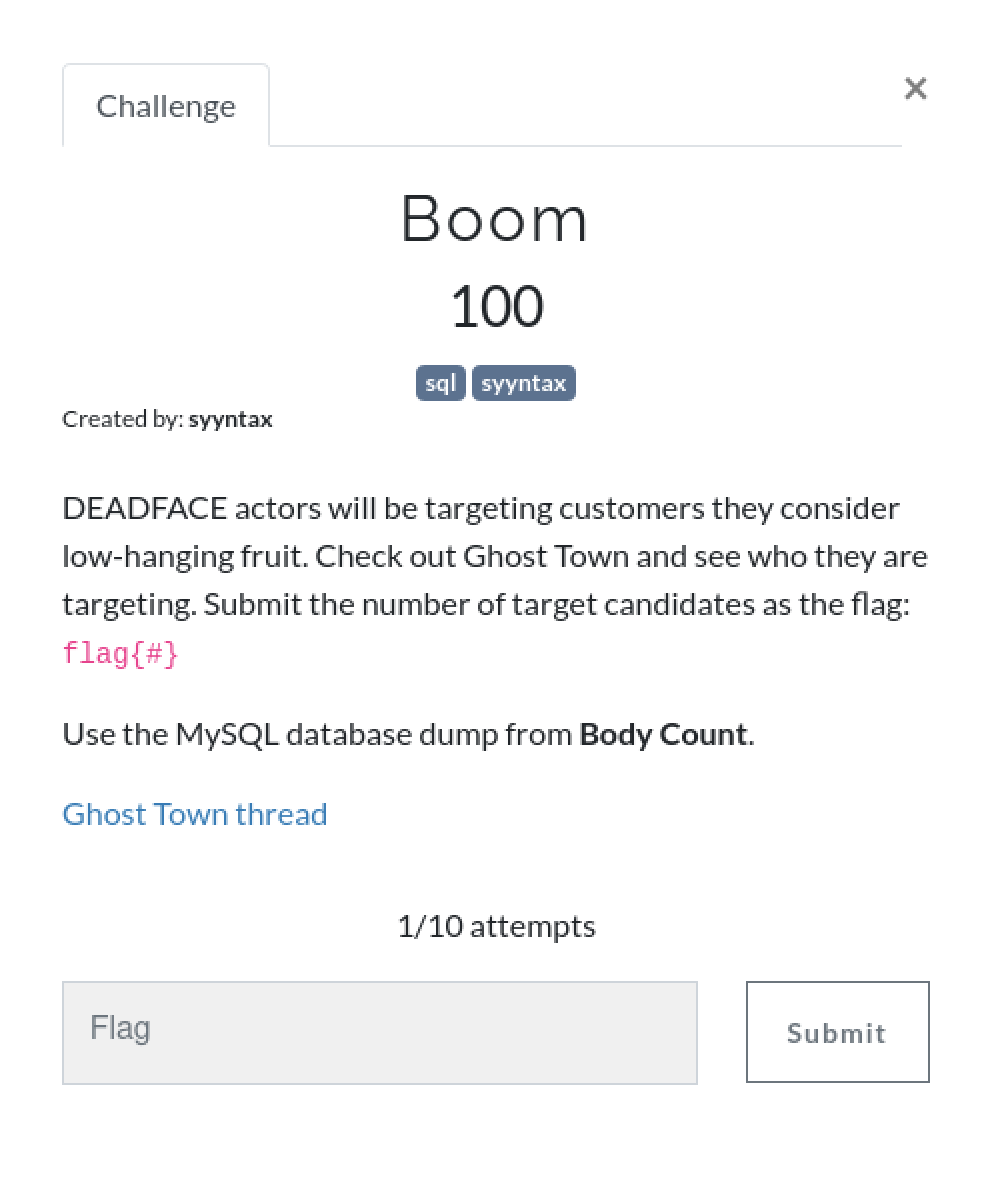 Challenge
×
Boom
100
sql syyntax
Created by: syyntax
DEADFACE actors will be targeting customers they consider
low-hanging fruit. Check out Ghost Town and see who they are
targeting. Submit the number of target candidates as the flag:
flag{#}
Use the MySQL database dump from Body Count.
Ghost Town thread
1/10 attempts
Flag
Submit